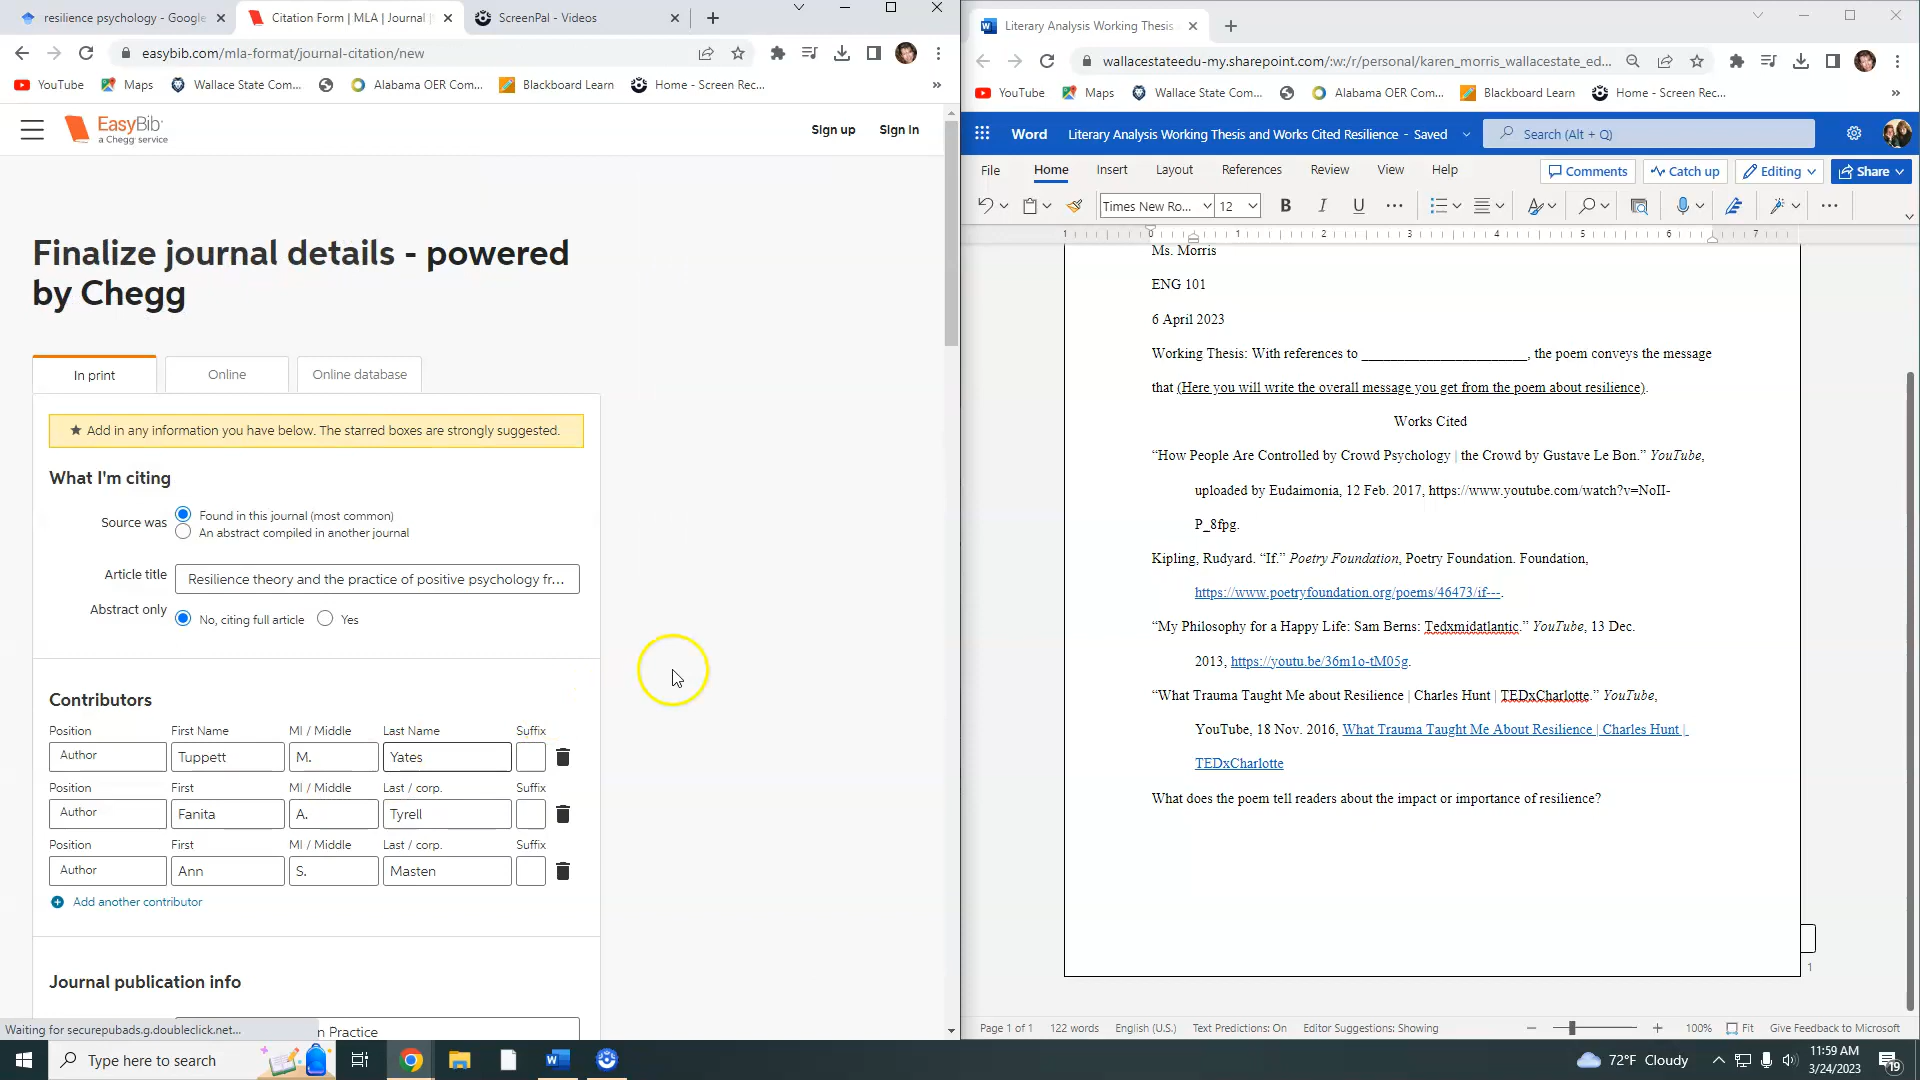 resilience psychology - Google
Citation Form | MLA | Journal |
ScreenPal - Videos
easybib.com/mla-format/journal-citation/new
YouTube
Maps
Wallace State Com...
Alabama OER Com...
Blackboard Learn
Home - Screen Rec...
EasyBib
a Chegg service
Sign up
Sign In
Finalize journal details - powered
by Chegg
In print
Online
Online database
★ Add in any information you have below. The starred boxes are strongly suggested.
What I'm citing
Source was
Found in this journal (most common)
An abstract compiled in another journal
Article title
Resilience theory and the practice of positive psychology fr...
Abstract only
No, citing full article
Yes
Contributors
Position First Name MI / Middle Last Name Suffix
Author Tuppett M. Yates
Position First MI / Middle Last / corp. Suffix
Author Fanita A. Tyrell
Position First MI / Middle Last / corp. Suffix
Author Ann S. Masten
Add another contributor
Journal publication info
n Practice
Waiting for securepubads.g.doubleclick.net...
Literary Analysis Working Thesis
wallacestateedu-my.sharepoint.com/:w:/r/personal/karen_morris_wallacestate_ed...
YouTube
Maps
Wallace State Com...
Alabama OER Com...
Blackboard Learn
Home - Screen Rec...
Word
Literary Analysis Working Thesis and Works Cited Resilience - Saved
Search (Alt + Q)
File Home Insert Layout References Review View Help
Comments
Catch up
Editing
Share
Times New Ro...
12
B I U
1 0 1 2 3 4 5 6 7
Ms. Morris
ENG 101
6 April 2023
Working Thesis: With references to ________________________, the poem conveys the message
that (Here you will write the overall message you get from the poem about resilience).
Works Cited
“How People Are Controlled by Crowd Psychology | the Crowd by Gustave Le Bon.” YouTube,
uploaded by Eudaimonia, 12 Feb. 2017, https://www.youtube.com/watch?v=NoII-
P_8fpg.
Kipling, Rudyard. “If.” Poetry Foundation, Poetry Foundation. Foundation,
https://www.poetryfoundation.org/poems/46473/if---.
“My Philosophy for a Happy Life: Sam Berns: Tedxmidatlantic.” YouTube, 13 Dec.
2013, https://youtu.be/36m1o-tM05g.
“What Trauma Taught Me about Resilience | Charles Hunt | TEDxCharlotte.” YouTube,
YouTube, 18 Nov. 2016, What Trauma Taught Me About Resilience | Charles Hunt |
TEDxCharlotte
What does the poem tell readers about the impact or importance of resilience?
1
Page 1 of 1
122 words
English (U.S.)
Text Predictions: On
Editor Suggestions: Showing
100%
Fit
Give Feedback to Microsoft
Type here to search
72°F Cloudy
11:59 AM
3/24/2023
19